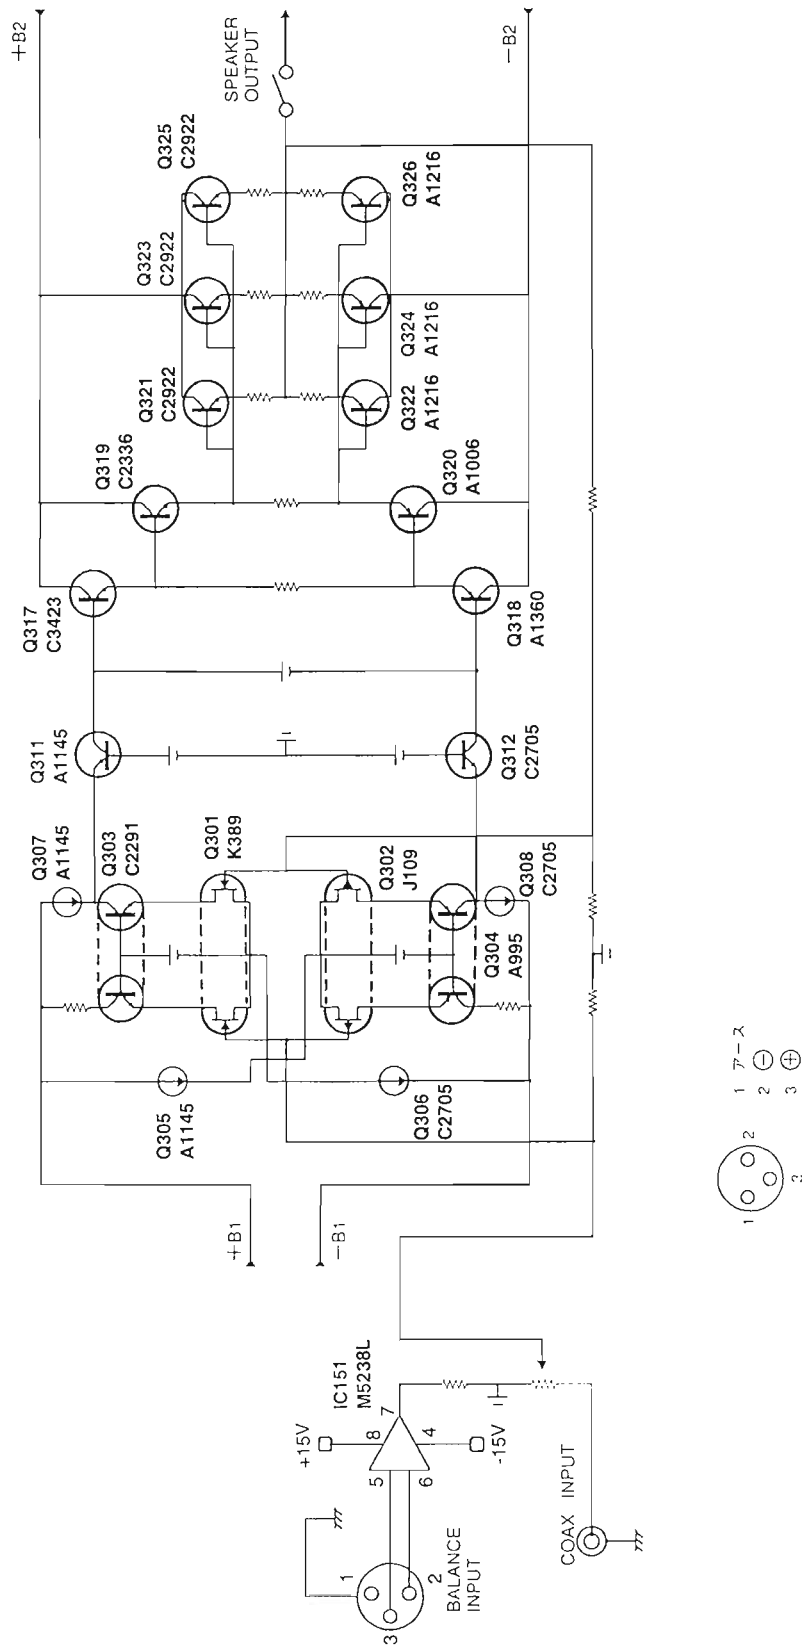 +B2
SPEAKER
OUTPUT
−B2
Q325
C2922
Q326
A1216
Q323
C2922
Q324
A1216
Q321
C2922
Q322
A1216
Q319
C2336
Q320
A1006
Q317
C3423
Q318
A1360
Q311
A1145
Q312
C2705
Q307
A1145
Q303
C2291
Q301
K389
Q302
J109
Q304
A995
Q308
C2705
Q305
A1145
Q306
C2705
+B1
−B1
IC151
M5238L
+15V
8
7
5
6
4
-15V
1
2
3
BALANCE
INPUT
COAX INPUT
1
2
3
1 アース
2 ⊖
3 ⊕